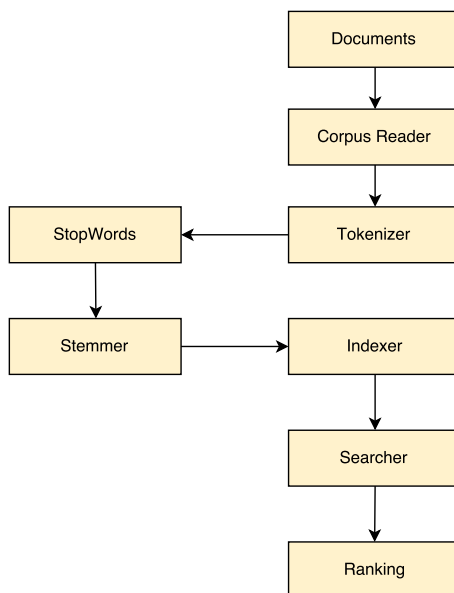 Documents
Corpus Reader
Tokenizer
StopWords
Stemmer
Indexer
Searcher
Ranking